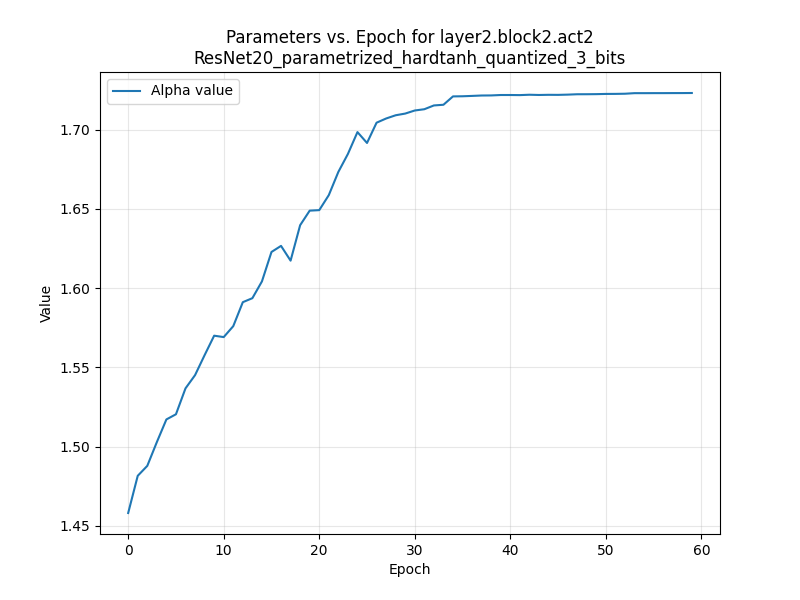 Parameters vs. Epoch for layer2.block2.act2
ResNet20_parametrized_hardtanh_quantized_3_bits
Alpha value
1.70
1.65
1.60
1.55
1.50
1.45
Value
0 10 20 30 40 50 60
Epoch